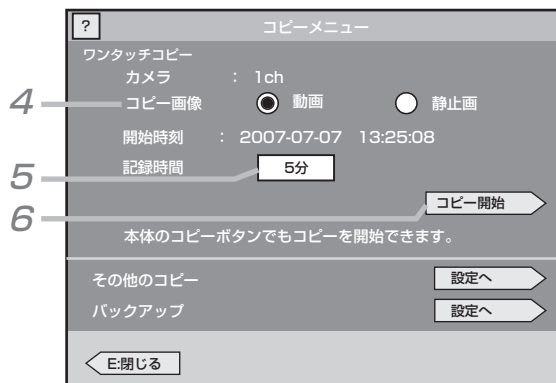 ? コピーメニュー
ワンタッチコピー
カメラ : 1ch
4 コピー画像 動画 静止画
開始時刻 : 2007-07-07 13:25:08
5 記録時間 5分
6 コピー開始
本体のコピーボタンでもコピーを開始できます。
その他のコピー 設定へ
バックアップ 設定へ
E:閉じる